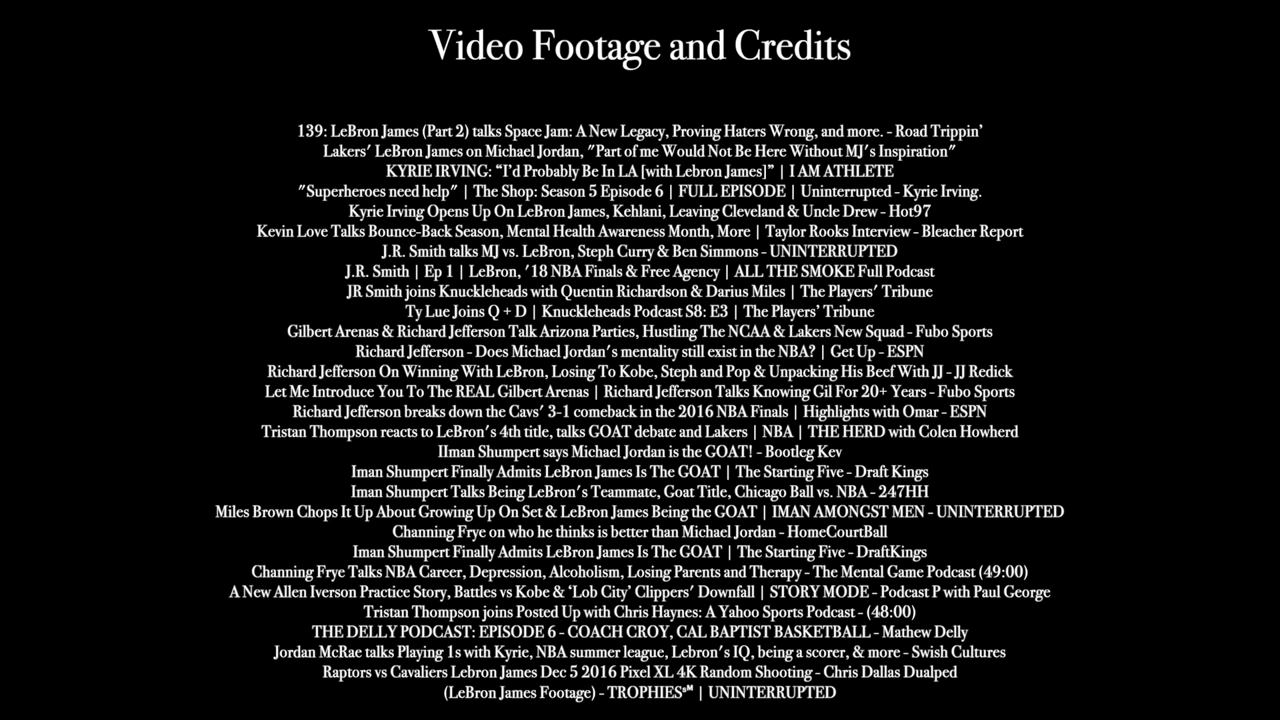 Video Footage and Credits
139: LeBron James (Part 2) talks Space Jam: A New Legacy, Proving Haters Wrong, and more. - Road Trippin'
Lakers' LeBron James on Michael Jordan, "Part of me Would Not Be Here Without MJ's Inspiration"
KYRIE IRVING: “I'd Probably Be In LA [with Lebron James]” | I AM ATHLETE
"Superheroes need help" | The Shop: Season 5 Episode 6 | FULL EPISODE | Uninterrupted - Kyrie Irving.
Kyrie Irving Opens Up On LeBron James, Kehlani, Leaving Cleveland & Uncle Drew - Hot97
Kevin Love Talks Bounce-Back Season, Mental Health Awareness Month, More | Taylor Rooks Interview - Bleacher Report
J.R. Smith talks MJ vs. LeBron, Steph Curry & Ben Simmons - UNINTERRUPTED
J.R. Smith | Ep 1 | LeBron, '18 NBA Finals & Free Agency | ALL THE SMOKE Full Podcast
JR Smith joins Knuckleheads with Quentin Richardson & Darius Miles | The Players' Tribune
Ty Lue Joins Q + D | Knuckleheads Podcast S8: E3 | The Players’ Tribune
Gilbert Arenas & Richard Jefferson Talk Arizona Parties, Hustling The NCAA & Lakers New Squad - Fubo Sports
Richard Jefferson - Does Michael Jordan's mentality still exist in the NBA? | Get Up - ESPN
Richard Jefferson On Winning With LeBron, Losing To Kobe, Steph and Pop & Unpacking His Beef With JJ - JJ Redick
Let Me Introduce You To The REAL Gilbert Arenas | Richard Jefferson Talks Knowing Gil For 20+ Years - Fubo Sports
Richard Jefferson breaks down the Cavs' 3-1 comeback in the 2016 NBA Finals | Highlights with Omar - ESPN
Tristan Thompson reacts to LeBron's 4th title, talks GOAT debate and Lakers | NBA | THE HERD with Colen Howherd
IIman Shumpert says Michael Jordan is the GOAT! - Bootleg Kev
Iman Shumpert Finally Admits LeBron James Is The GOAT | The Starting Five - Draft Kings
Iman Shumpert Talks Being LeBron's Teammate, Goat Title, Chicago Ball vs. NBA - 247HH
Miles Brown Chops It Up About Growing Up On Set & LeBron James Being the GOAT | IMAN AMONGST MEN - UNINTERRUPTED
Channing Frye on who he thinks is better than Michael Jordan - HomeCourtBall
Iman Shumpert Finally Admits LeBron James Is The GOAT | The Starting Five - DraftKings
Channing Frye Talks NBA Career, Depression, Alcoholism, Losing Parents and Therapy - The Mental Game Podcast (49:00)
A New Allen Iverson Practice Story, Battles vs Kobe & ‘Lob City’ Clippers' Downfall | STORY MODE - Podcast P with Paul George
Tristan Thompson joins Posted Up with Chris Haynes: A Yahoo Sports Podcast - (48:00)
THE DELLY PODCAST: EPISODE 6 - COACH CROY, CAL BAPTIST BASKETBALL - Mathew Delly
Jordan McRae talks Playing 1s with Kyrie, NBA summer league, Lebron's IQ, being a scorer, & more - Swish Cultures
Raptors vs Cavaliers Lebron James Dec 5 2016 Pixel XL 4K Random Shooting - Chris Dallas Dualped
(LeBron James Footage) - TROPHIES℠ | UNINTERRUPTED